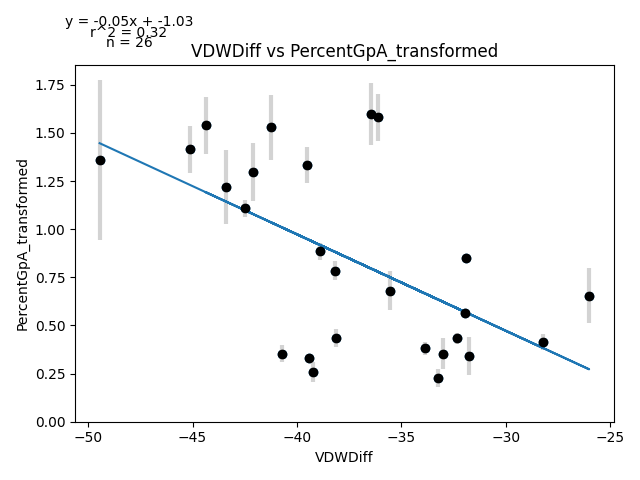 y = -0.05x + -1.03
r^2 = 0.32
n = 26
VDWDiff vs PercentGpA_transformed
1.75
1.50
1.25
1.00
0.75
0.50
0.25
0.00
PercentGpA_transformed
−50
−45
−40
−35
−30
−25
VDWDiff